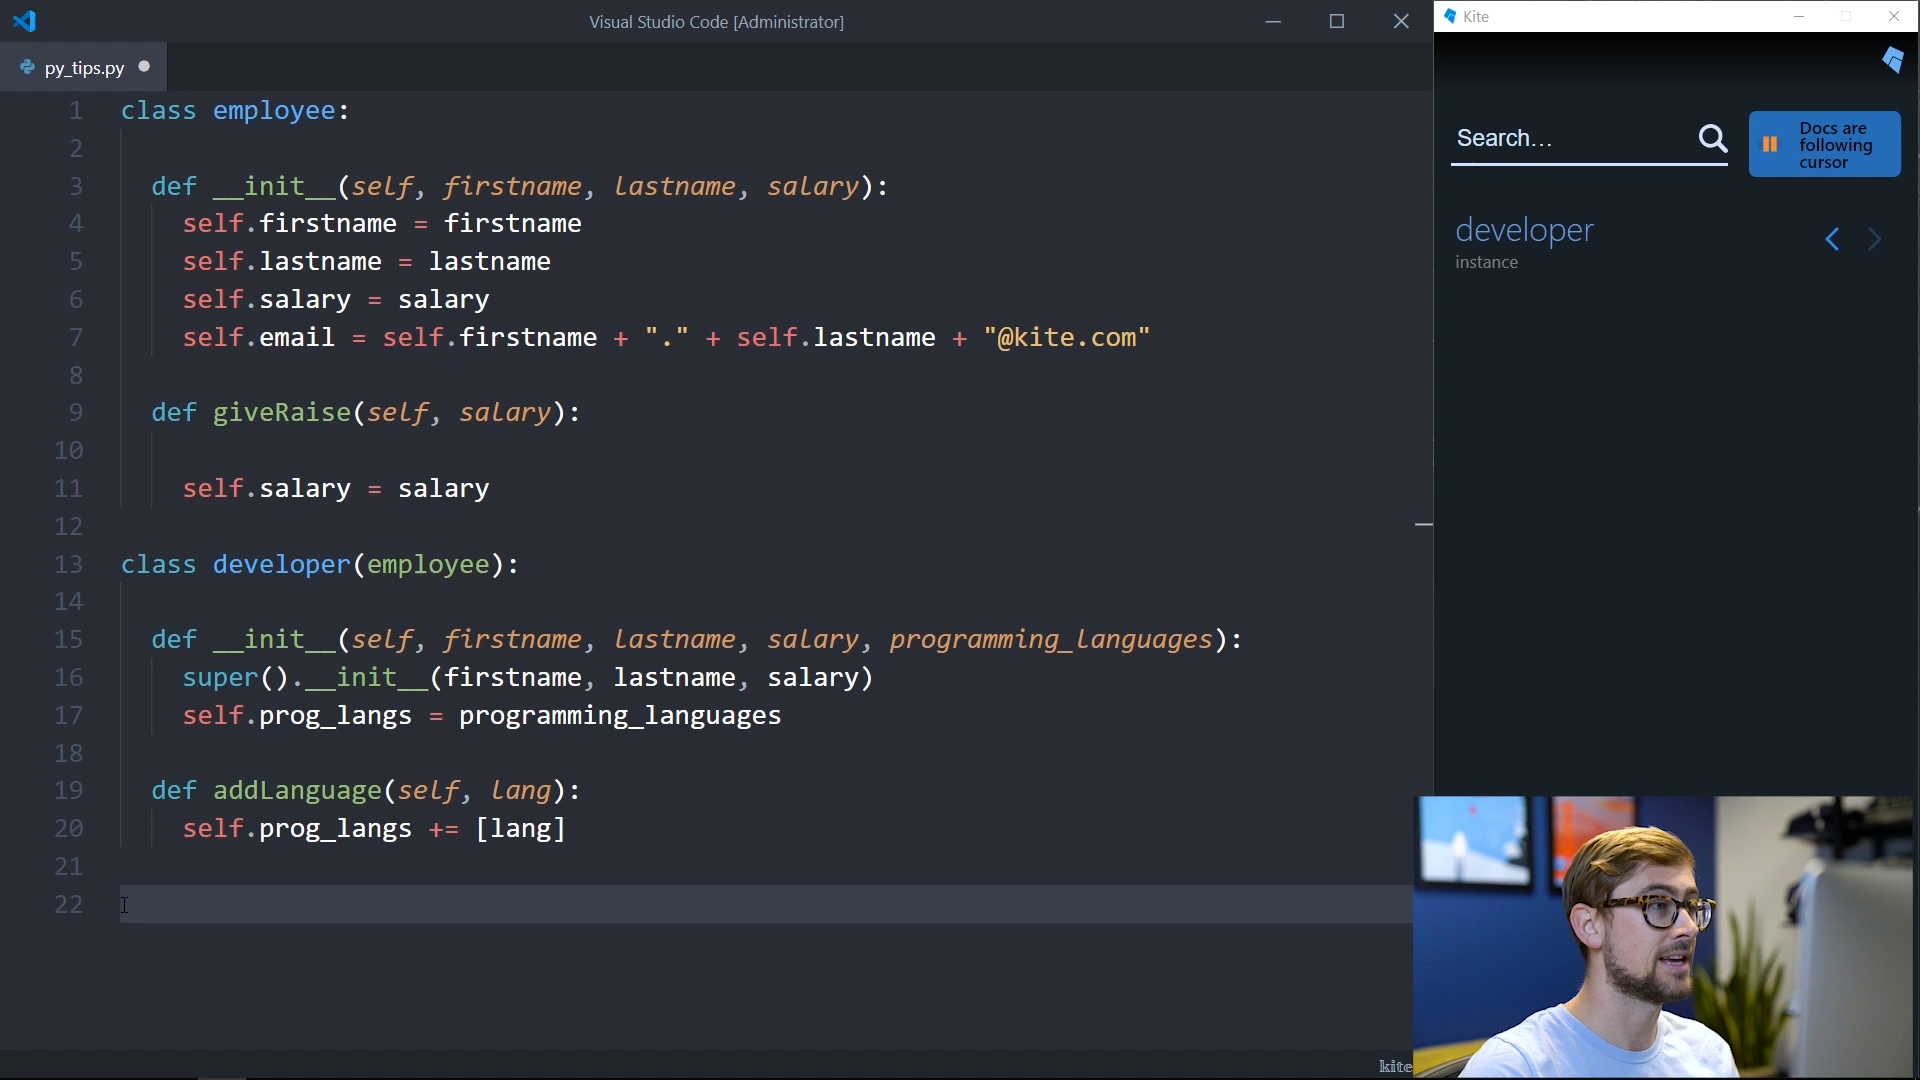 Visual Studio Code [Administrator]
Kite
py_tips.py
1 class employee:
2
3 def __init__(self, firstname, lastname, salary):
4 self.firstname = firstname
5 self.lastname = lastname
6 self.salary = salary
7 self.email = self.firstname + "." + self.lastname + "@kite.com"
8
9 def giveRaise(self, salary):
10
11 self.salary = salary
12
13 class developer(employee):
14
15 def __init__(self, firstname, lastname, salary, programming_languages):
16 super().__init__(firstname, lastname, salary)
17 self.prog_langs = programming_languages
18
19 def addLanguage(self, lang):
20 self.prog_langs += [lang]
21
22
Search...
Docs are
following
cursor
developer
instance
kite